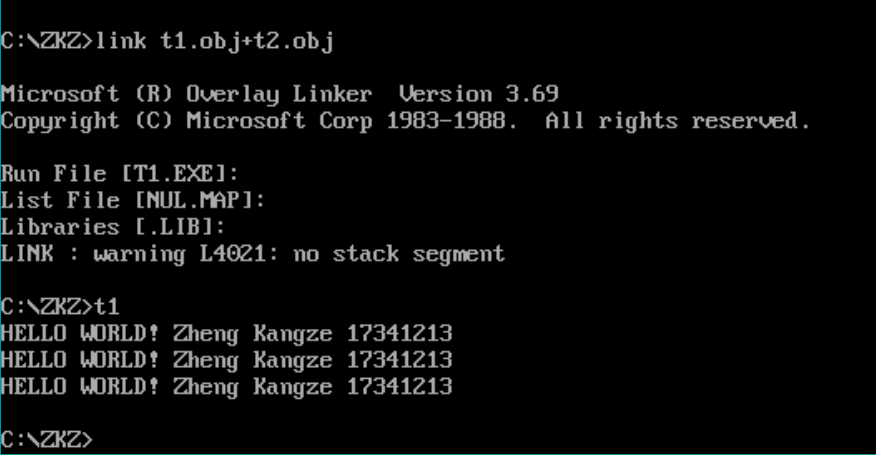 C:\ZKZ>link t1.obj+t2.obj
Microsoft (R) Overlay Linker  Version 3.69
Copyright (C) Microsoft Corp 1983-1988.  All rights reserved.
Run File [T1.EXE]:
List File [NUL.MAP]:
Libraries [.LIB]:
LINK : warning L4021: no stack segment
C:\ZKZ>t1
HELLO WORLD! Zheng Kangze 17341213
HELLO WORLD! Zheng Kangze 17341213
HELLO WORLD! Zheng Kangze 17341213
C:\ZKZ>